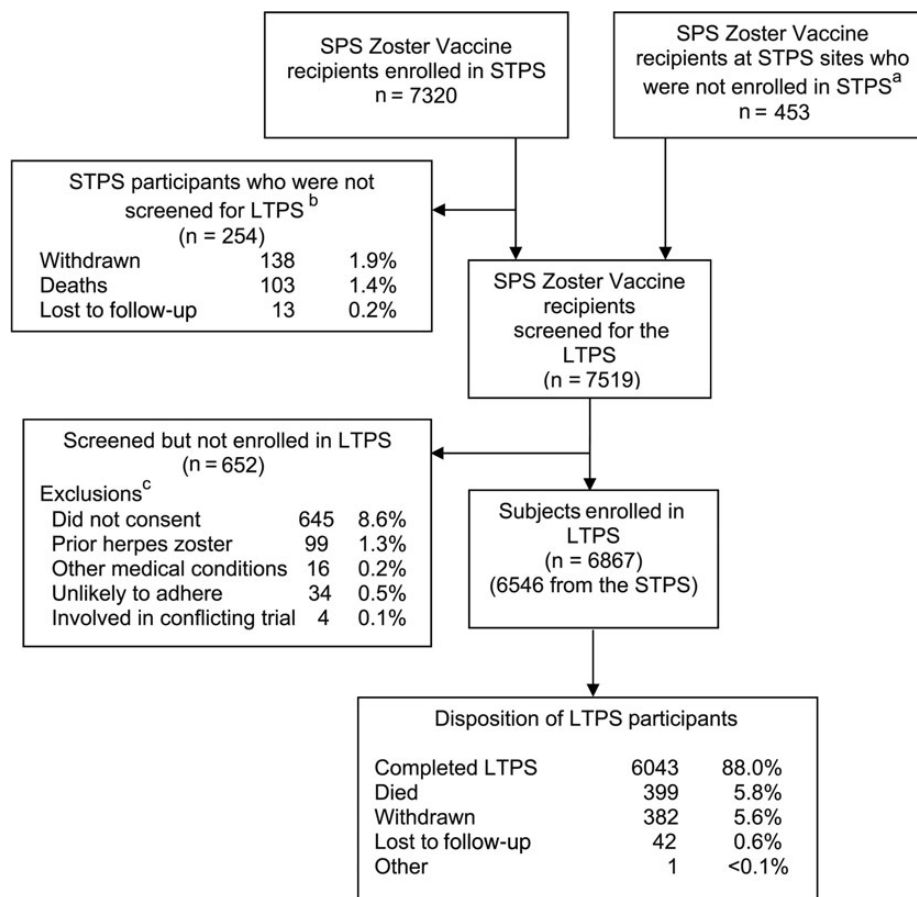 SPS Zoster Vaccine
recipients enrolled in STPS
n = 7320
SPS Zoster Vaccine
recipients at STPS sites who
were not enrolled in STPSa
n = 453
STPS participants who were not
screened for LTPS b
(n = 254)
Withdrawn 138 1.9%
Deaths 103 1.4%
Lost to follow-up 13 0.2%
SPS Zoster Vaccine
recipients
screened for the
LTPS
(n = 7519)
Screened but not enrolled in LTPS
(n = 652)
Exclusionsc
Did not consent 645 8.6%
Prior herpes zoster 99 1.3%
Other medical conditions 16 0.2%
Unlikely to adhere 34 0.5%
Involved in conflicting trial 4 0.1%
Subjects enrolled in
LTPS
(n = 6867)
(6546 from the STPS)
Disposition of LTPS participants
Completed LTPS 6043 88.0%
Died 399 5.8%
Withdrawn 382 5.6%
Lost to follow-up 42 0.6%
Other 1 <0.1%